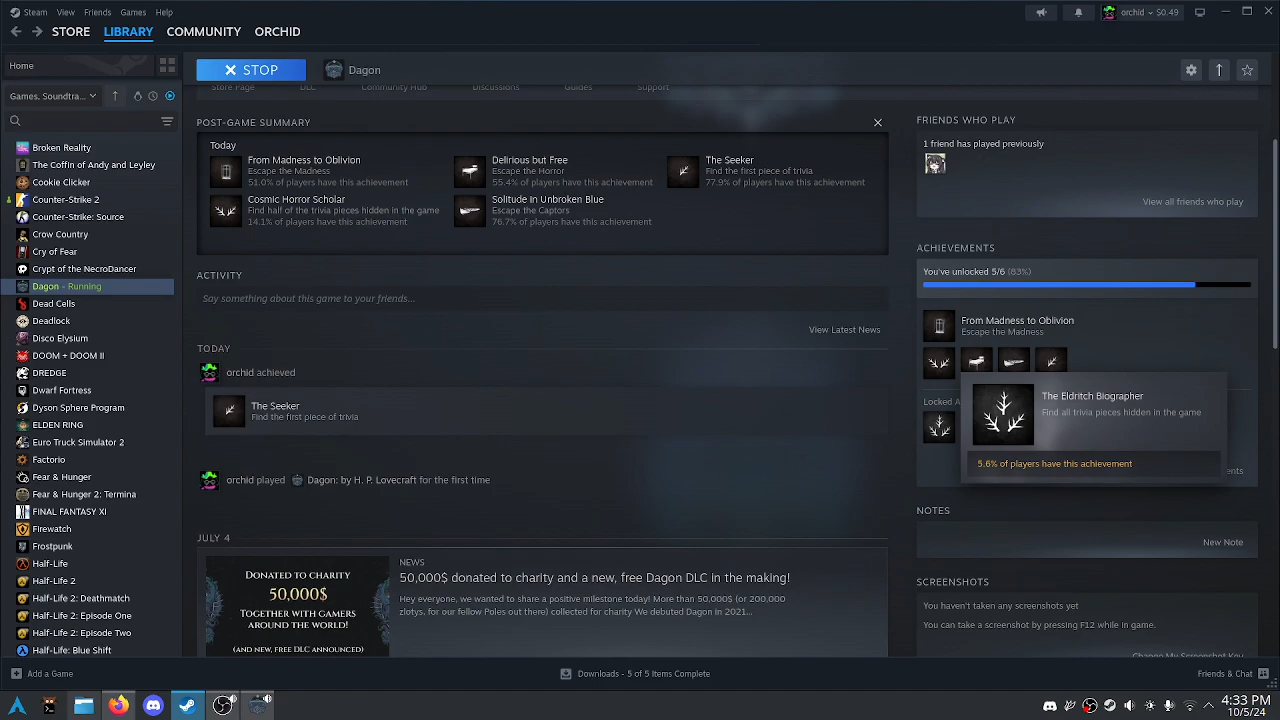 Steam View Friends Games Help
orchid $0.49
STORE LIBRARY COMMUNITY ORCHID
Home
STOP Dagon
Games, Soundtra...
Store Page DLC Community Hub Discussions Guides Support
Broken Reality
The Coffin of Andy and Leyley
Cookie Clicker
Counter-Strike 2
Counter-Strike: Source
Crow Country
Cry of Fear
Crypt of the NecroDancer
Dagon - Running
Dead Cells
Deadlock
Disco Elysium
DOOM + DOOM II
DREDGE
Dwarf Fortress
Dyson Sphere Program
ELDEN RING
Euro Truck Simulator 2
Factorio
Fear & Hunger
Fear & Hunger 2: Termina
FINAL FANTASY XI
Firewatch
Frostpunk
Half-Life
Half-Life 2
Half-Life 2: Deathmatch
Half-Life 2: Episode One
Half-Life 2: Episode Two
Half-Life: Blue Shift
POST-GAME SUMMARY
Today
From Madness to Oblivion
Escape the Madness
51.0% of players have this achievement
Delirious but Free
Escape the Horror
55.4% of players have this achievement
The Seeker
Find the first piece of trivia
77.9% of players have this achievement
Cosmic Horror Scholar
Find half of the trivia pieces hidden in the game
14.1% of players have this achievement
Solitude in Unbroken Blue
Escape the Captors
76.7% of players have this achievement
ACTIVITY
Say something about this game to your friends...
View Latest News
TODAY
orchid achieved
The Seeker
Find the first piece of trivia
orchid played Dagon: by H. P. Lovecraft for the first time
JULY 4
DONATED TO CHARITY
50,000$
TOGETHER WITH GAMERS
AROUND THE WORLD!
(AND NEW, FREE DLC ANNOUNCED)
NEWS
50,000$ donated to charity and a new, free Dagon DLC in the making!
Hey everyone, we wanted to share a positive milestone today! More than 50,000$ (or 200,000
zlotys, for our fellow Poles out there) collected for charity We debuted Dagon in 2021...
FRIENDS WHO PLAY
1 friend has played previously
View all friends who play
ACHIEVEMENTS
You've unlocked 5/6 (83%)
From Madness to Oblivion
Escape the Madness
Locked A
The Eldritch Biographer
Find all trivia pieces hidden in the game
5.6% of players have this achievement
ents
NOTES
New Note
SCREENSHOTS
You haven't taken any screenshots yet
You can take a screenshot by pressing F12 while in game.
Change My Screenshot Key
Add a Game
Downloads - 5 of 5 Items Complete
Friends & Chat
4:33 PM
10/5/24